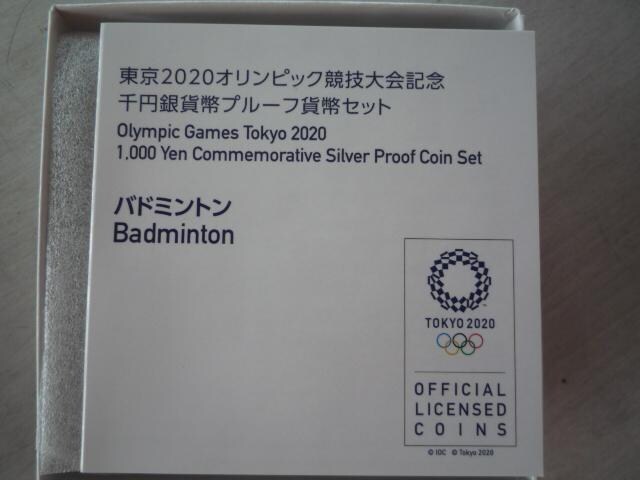 東京2020オリンピック競技大会記念
千円銀貨幣プルーフ貨幣セット
Olympic Games Tokyo 2020
1,000 Yen Commemorative Silver Proof Coin Set
バドミントン
Badminton
TOKYO 2020
OFFICIAL
LICENSED
COINS
© IOC © Tokyo 2020